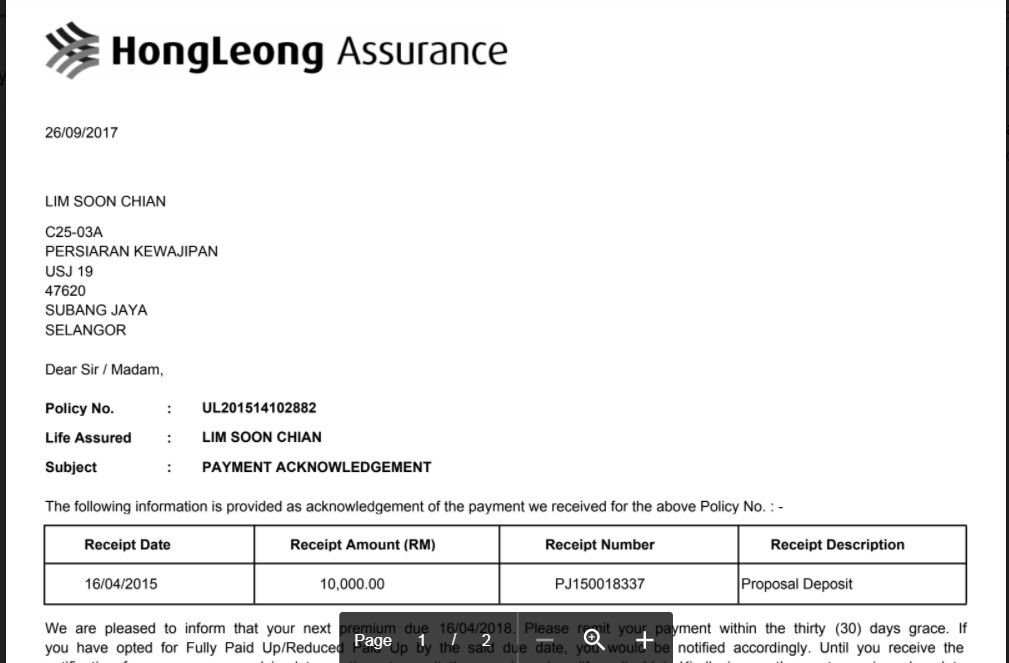 HongLeong Assurance
26/09/2017
LIM SOON CHIAN
C25-03A
PERSIARAN KEWAJIPAN
USJ 19
47620
SUBANG JAYA
SELANGOR
Dear Sir / Madam,
Policy No. : UL201514102882
Life Assured : LIM SOON CHIAN
Subject : PAYMENT ACKNOWLEDGEMENT
The following information is provided as acknowledgement of the payment we received for the above Policy No. : -
Receipt Date Receipt Amount (RM) Receipt Number Receipt Description
16/04/2015 10,000.00 PJ150018337 Proposal Deposit
We are pleased to inform that your next premium due 16/04/2018. Please remit your payment within the thirty (30) days grace. If
you have opted for Fully Paid Up/Reduced Paid Up by the said due date, you would be notified accordingly. Until you receive the
Page 1 / 2